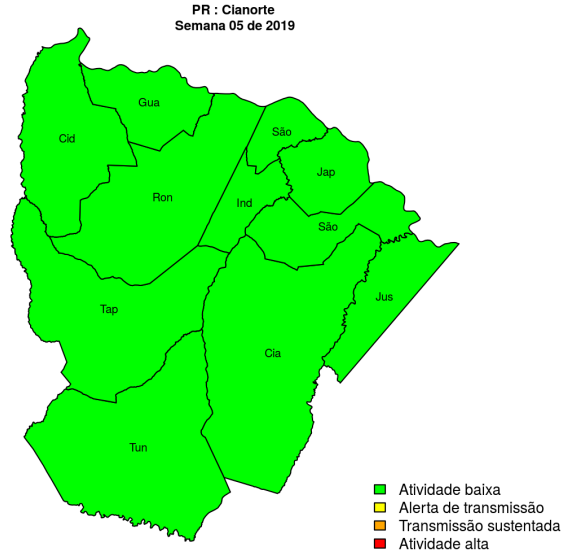 PR : Cianorte
Semana 05 de 2019
Gua
São
Cid
Jap
Ron
Ind
São
Jus
Tap
Cia
Tun
Atividade baixa
Alerta de transmissão
Transmissão sustentada
Atividade alta